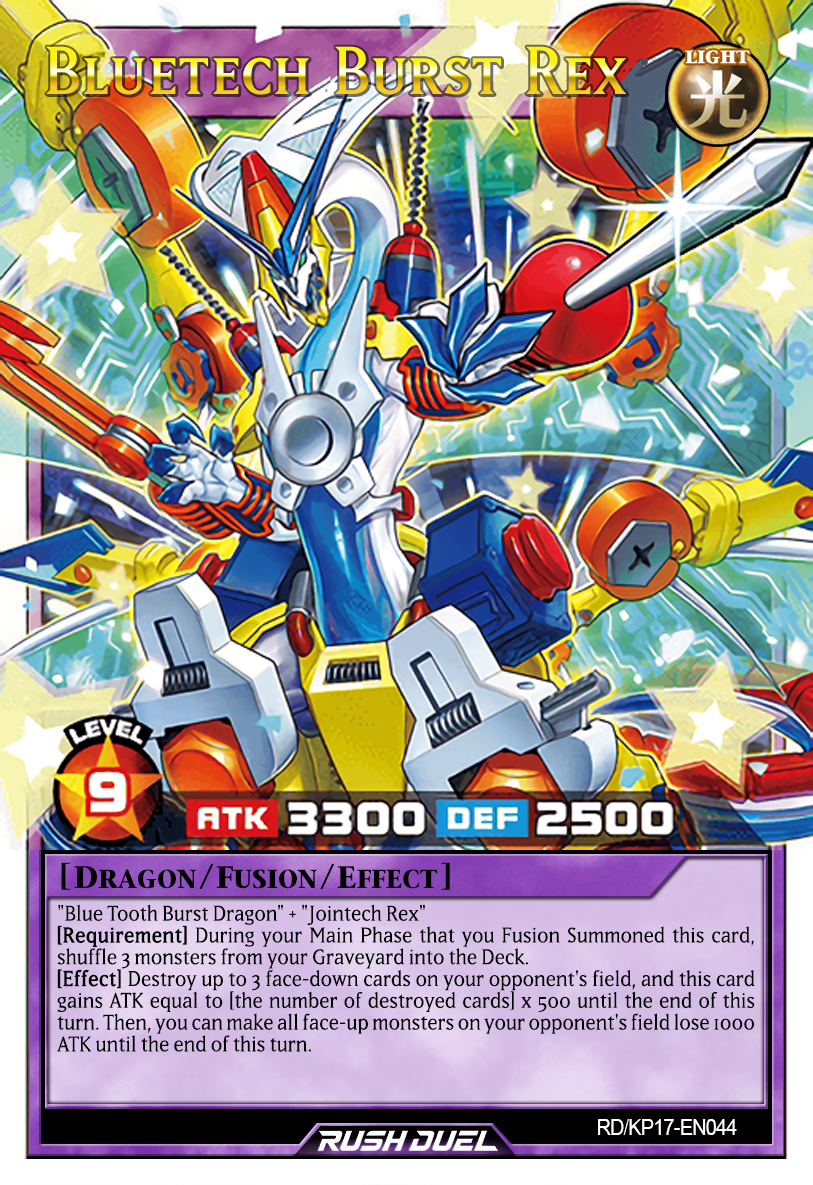 BLUETECH BURST REX
LIGHT
光
J
J
LEVEL
9
ATK 3300 DEF 2500
[DRAGON/FUSION/EFFECT]
"Blue Tooth Burst Dragon" + "Jointech Rex"
[Requirement] During your Main Phase that you Fusion Summoned this card,
shuffle 3 monsters from your Graveyard into the Deck.
[Effect] Destroy up to 3 face-down cards on your opponent's field, and this card
gains ATK equal to [the number of destroyed cards] x 500 until the end of this
turn. Then, you can make all face-up monsters on your opponent's field lose 1000
ATK until the end of this turn.
RD/KP17-EN044
RUSH DUEL